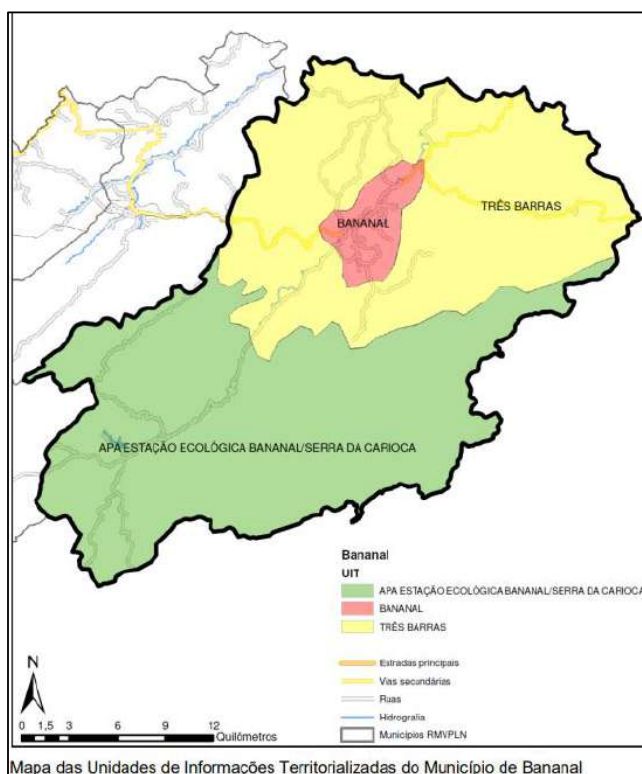 BANANAL
TRÊS BARRAS
APA ESTAÇÃO ECOLÓGICA BANANAL/SERRA DA CARIOCA
Bananal
UIT
APA ESTAÇÃO ECOLÓGICA BANANAL/SERRA DA CARIOCA
BANANAL
TRÊS BARRAS
Estradas principais
Vias secundárias
Ruas
Hidrografia
Municípios RMVPLN
N
0 1,5 3 6 9 12
Quilômetros
Mapa das Unidades de Informações Territorializadas do Município de Bananal